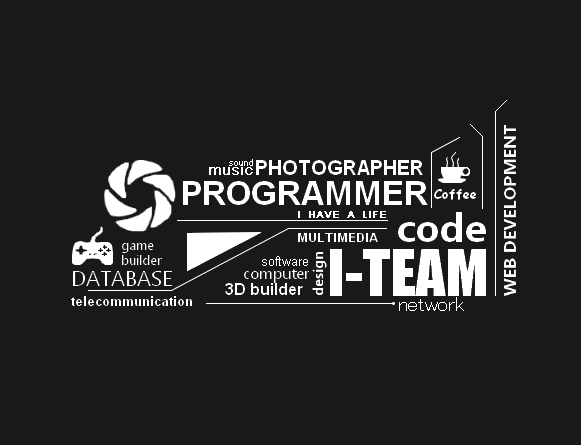 sound
music PHOTOGRAPHER
PROGRAMMER
Coffee
I HAVE A LIFE
WEB DEVELOPMENT
code
MULTIMEDIA
game
builder
DATABASE
software
computer
3D builder
design
I-TEAM
telecommunication
network